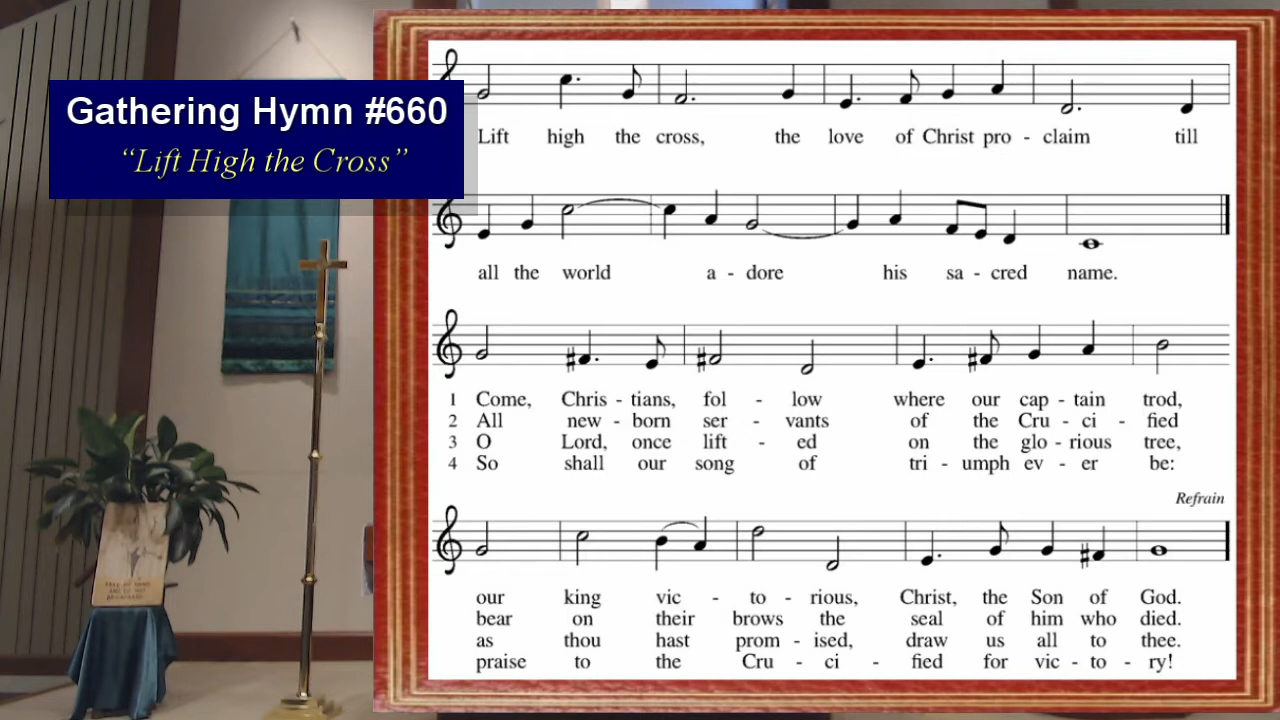 Gathering Hymn #660
“Lift High the Cross”
Lift high the cross, the love of Christ pro - claim till
all the world a - dore his sa - cred name.
1 Come, Chris - tians, fol - low where our cap - tain trod,
2 All new - born ser - vants of the Cru - ci - fied
3 O Lord, once lift - ed on the glo - rious tree,
4 So shall our song of tri - umph ev - er be:
Refrain
our king vic - to - rious, Christ, the Son of God.
bear on their brows the seal of him who died.
as thou hast prom - ised, draw us all to thee.
praise to the Cru - ci - fied for vic - to - ry!